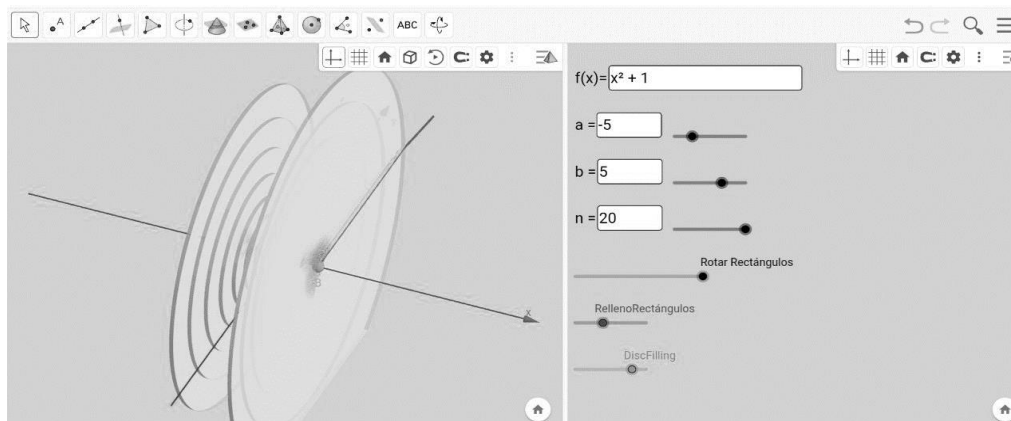 A
ABC
f(x)= x² + 1
a = -5
b = 5
n = 20
Rotar Rectángulos
RellenoRectángulos
DiscFilling
B
x